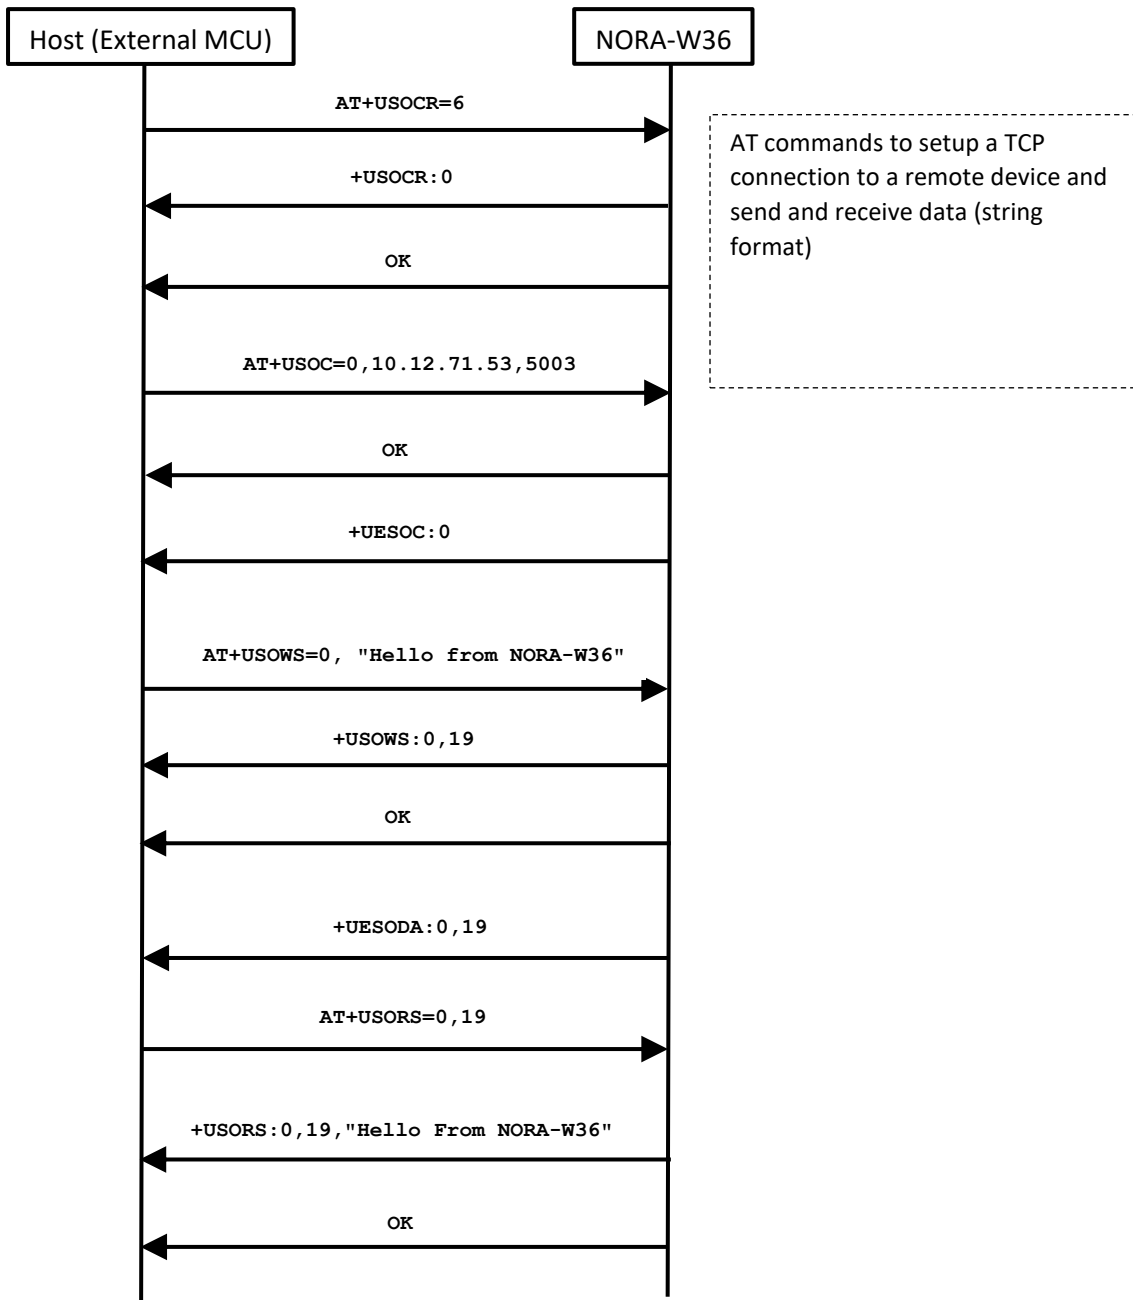 Host (External MCU)
NORA-W36
AT+USOCR=6
AT commands to setup a TCP
connection to a remote device and
send and receive data (string
format)
+USOCR:0
OK
AT+USOC=0,10.12.71.53,5003
OK
+UESOC:0
AT+USOWS=0, "Hello from NORA-W36"
+USOWS:0,19
OK
+UESODA:0,19
AT+USORS=0,19
+USORS:0,19,"Hello From NORA-W36"
OK